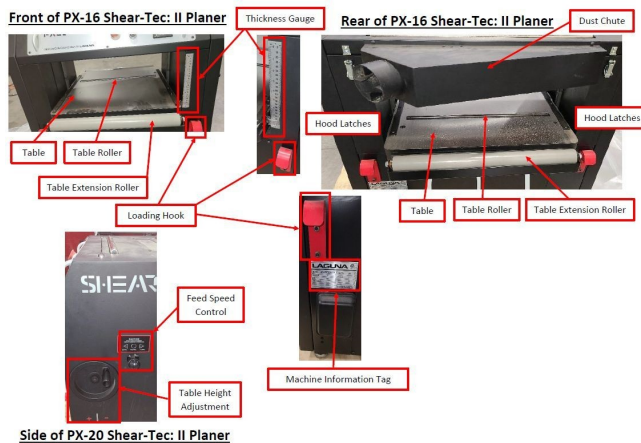 Front of PX-16 Shear-Tec: II Planer
Thickness Gauge
Rear of PX-16 Shear-Tec: II Planer
Dust Chute
Hood Latches
Hood Latches
Table
Table Roller
Table Extension Roller
Loading Hook
Table
Table Roller
Table Extension Roller
SHEAR
LAGUNA
Feed Speed
Control
Table Height
Adjustment
Machine Information Tag
Side of PX-20 Shear-Tec: II Planer